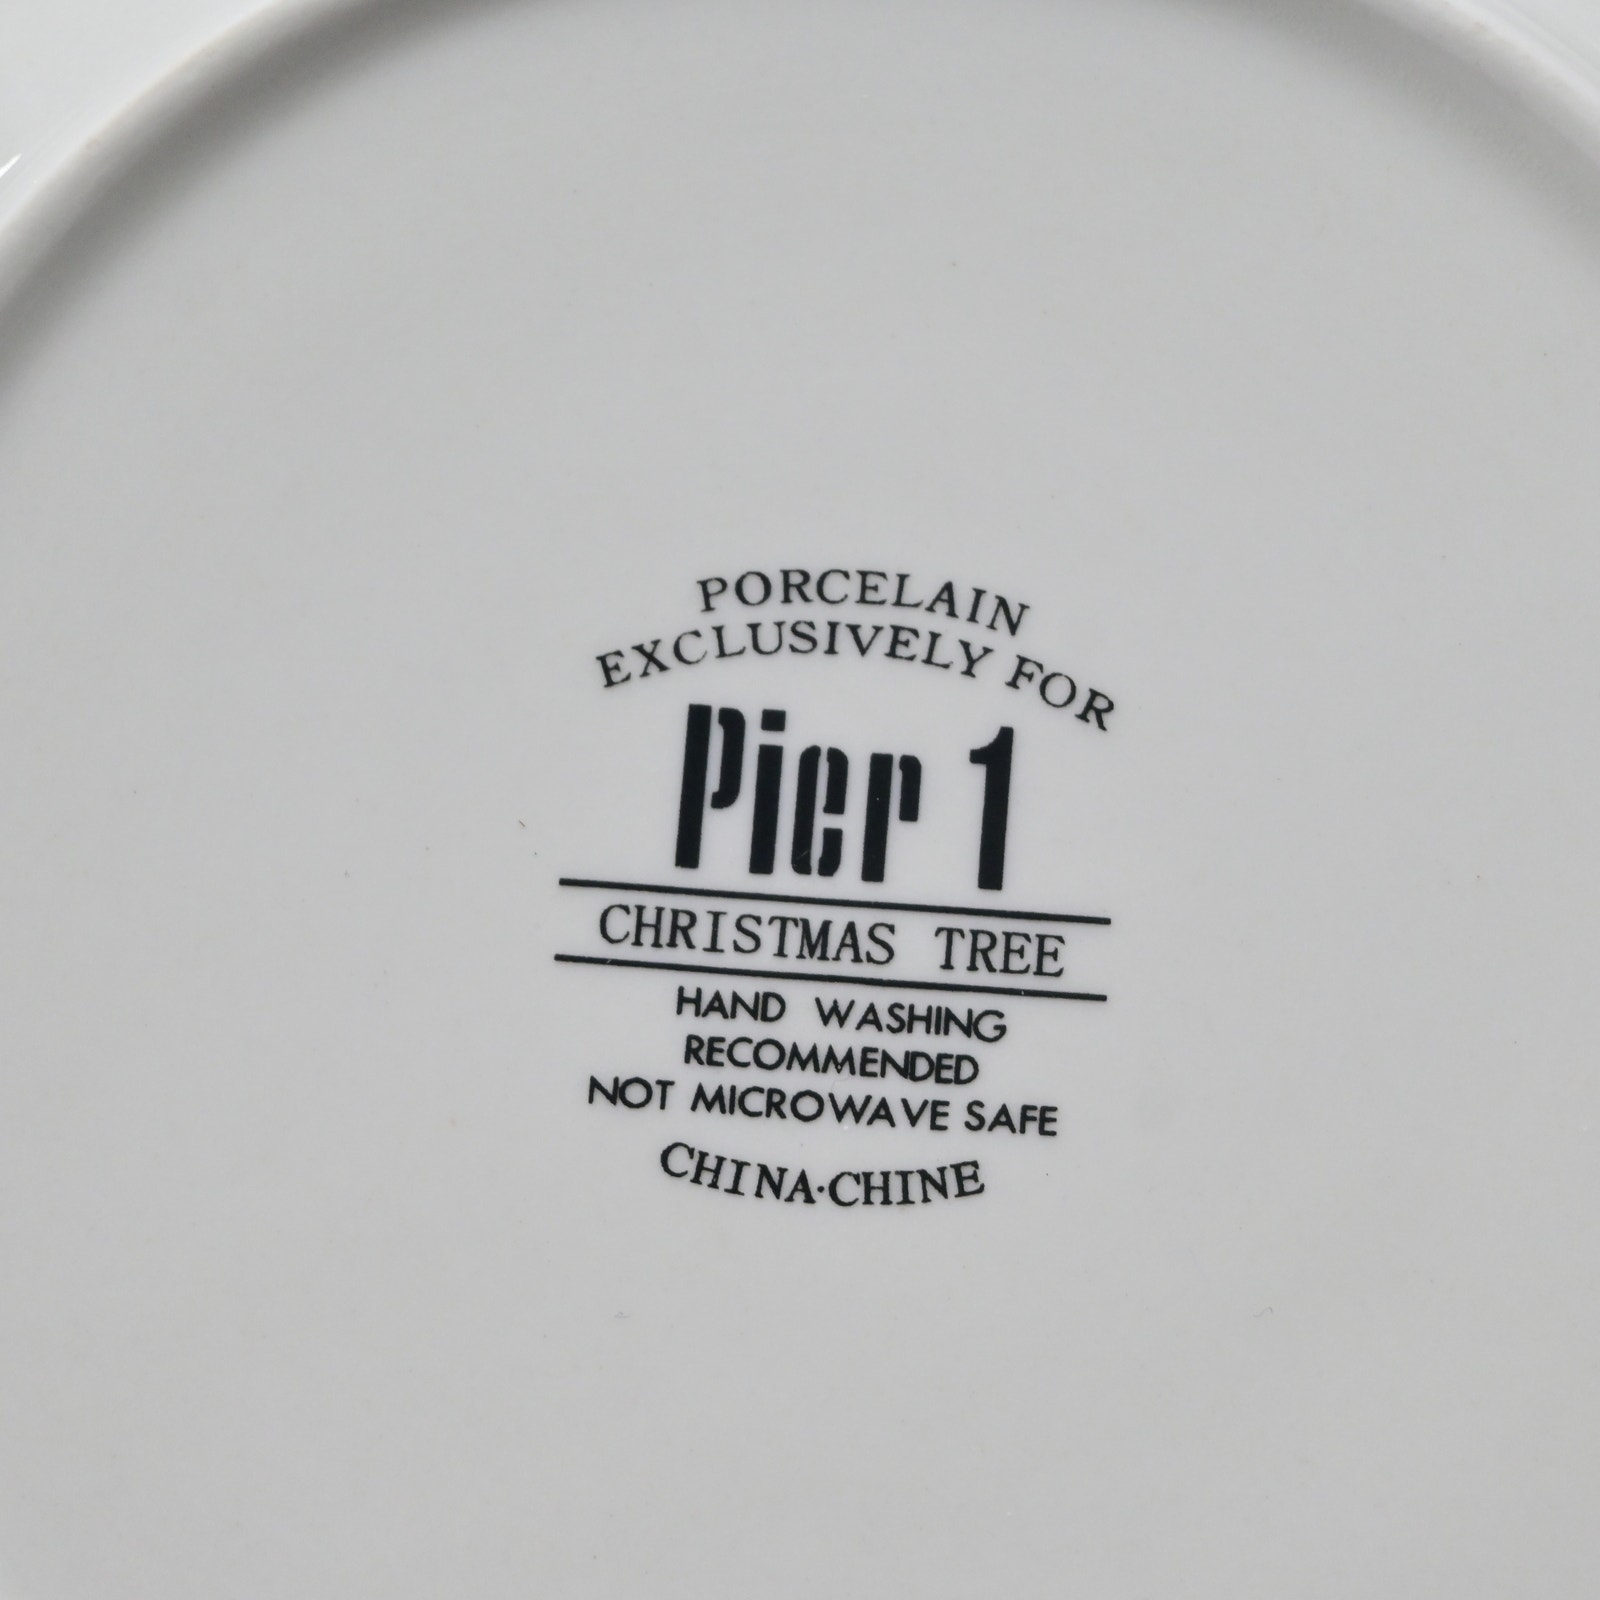 PORCELAIN
EXCLUSIVELY FOR
Pier 1
CHRISTMAS TREE
HAND WASHING
RECOMMENDED
NOT MICROWAVE SAFE
CHINA·CHINE